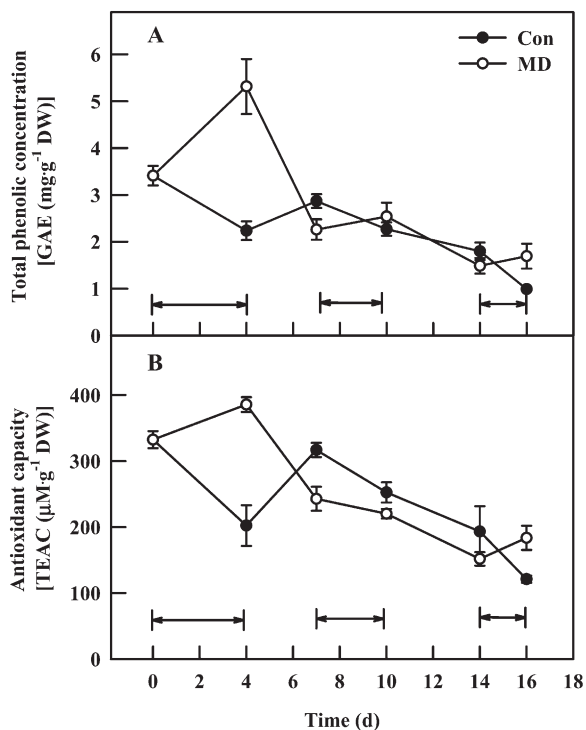 A
Con
MD
Total phenolic concentration
[GAE (mg·g⁻¹ DW)]
6
5
4
3
2
1
0
B
Antioxidant capacity
[TEAC (µM·g⁻¹ DW)]
400
300
200
100
0
0 2 4 6 8 10 12 14 16 18
Time (d)